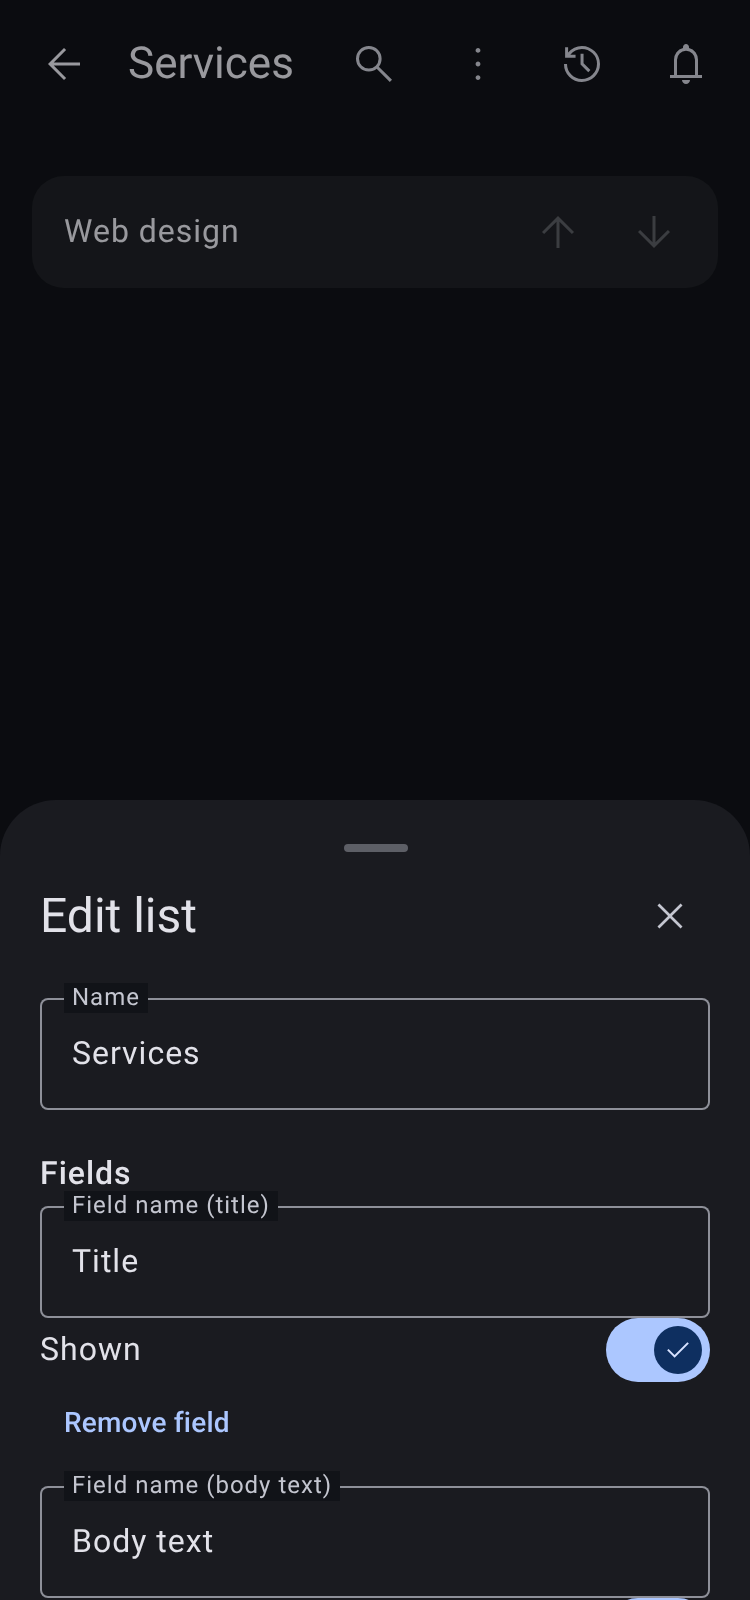 Services
Web design
Edit list
Name
Services
Fields
Field name (title)
Title
Shown
Remove field
Field name (body text)
Body text